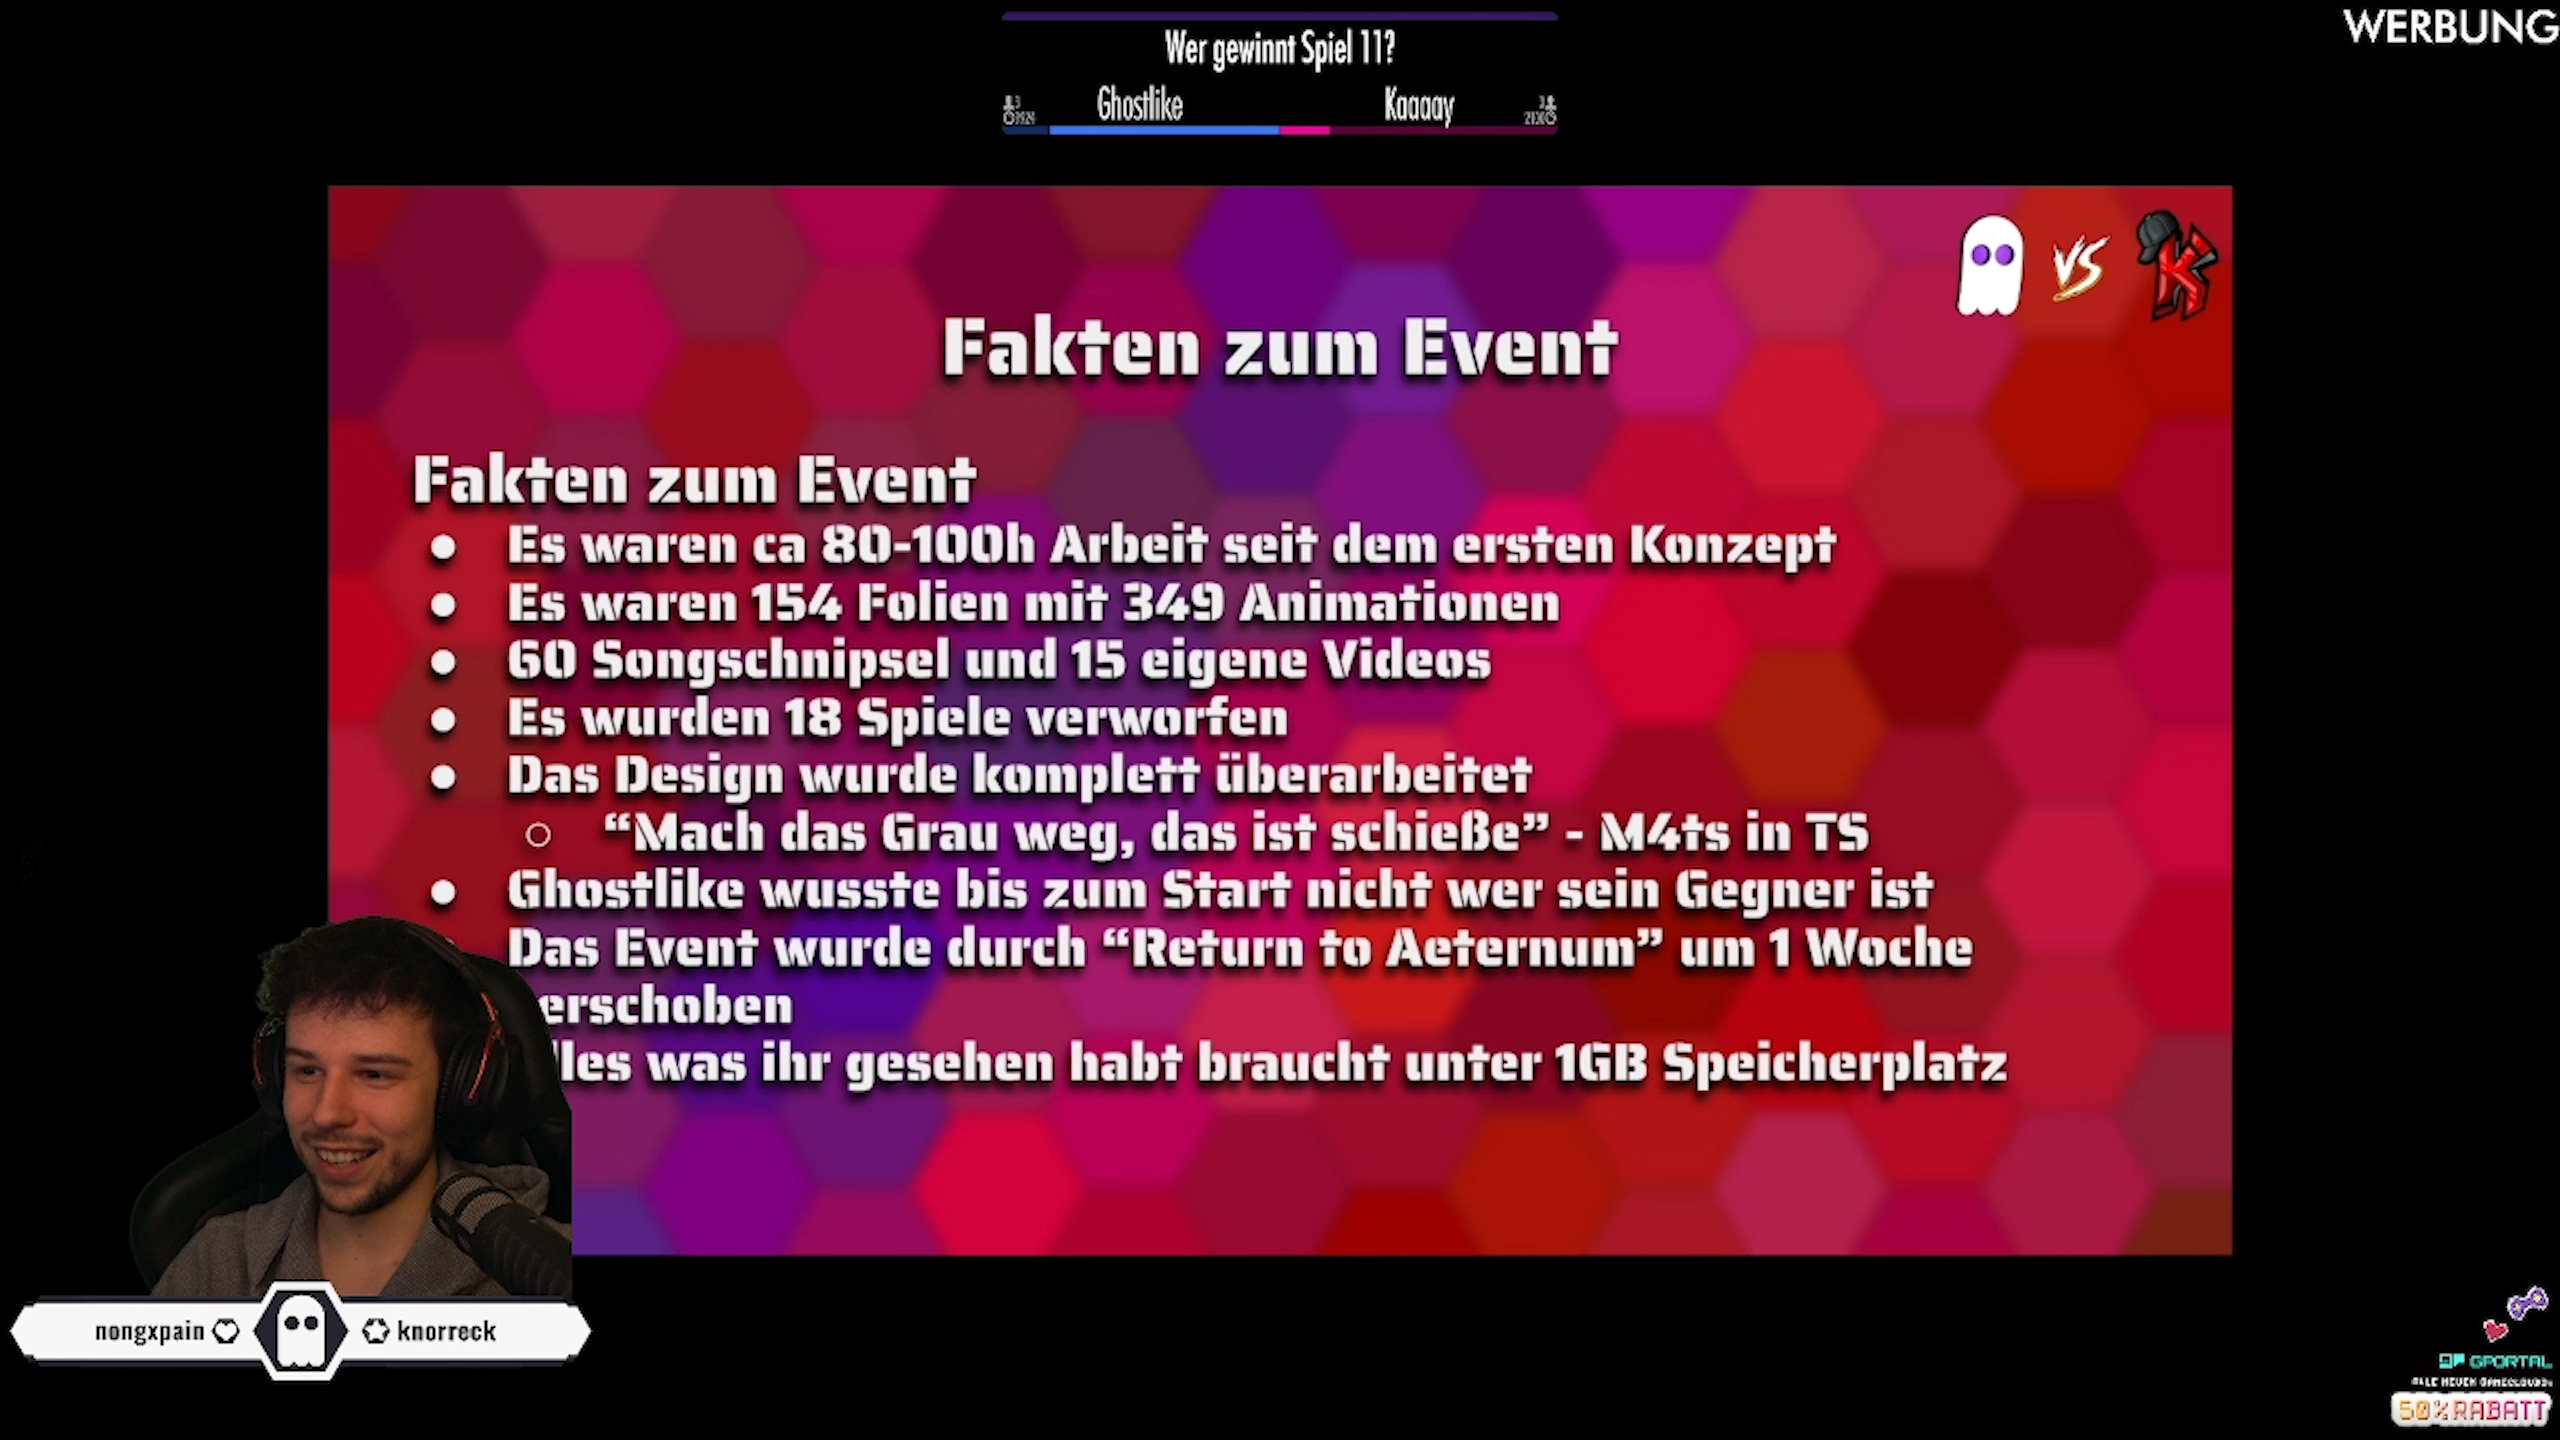 WERBUNG
Wer gewinnt Spiel 11?
Ghostlike Kaaaay
VS
Fakten zum Event
Fakten zum Event
● Es waren ca 80-100h Arbeit seit dem ersten Konzept
● Es waren 154 Folien mit 349 Animationen
● 60 Songschnipsel und 15 eigene Videos
● Es wurden 18 Spiele verworfen
● Das Design wurde komplett überarbeitet
○ “Mach das Grau weg, das ist schieße” - M4ts in TS
● Ghostlike wusste bis zum Start nicht wer sein Gegner ist
Das Event wurde durch “Return to Aeternum” um 1 Woche
erschoben
lles was ihr gesehen habt braucht unter 1GB Speicherplatz
nongxpain knorreck
GPORTAL
50%RABATT